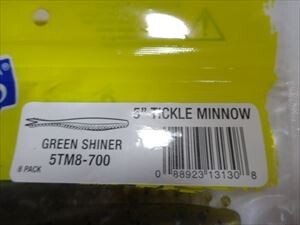 5" TICKLE MINNOW
GREEN SHINER
5TM8-700
8 PACK
0 88923 13130 8